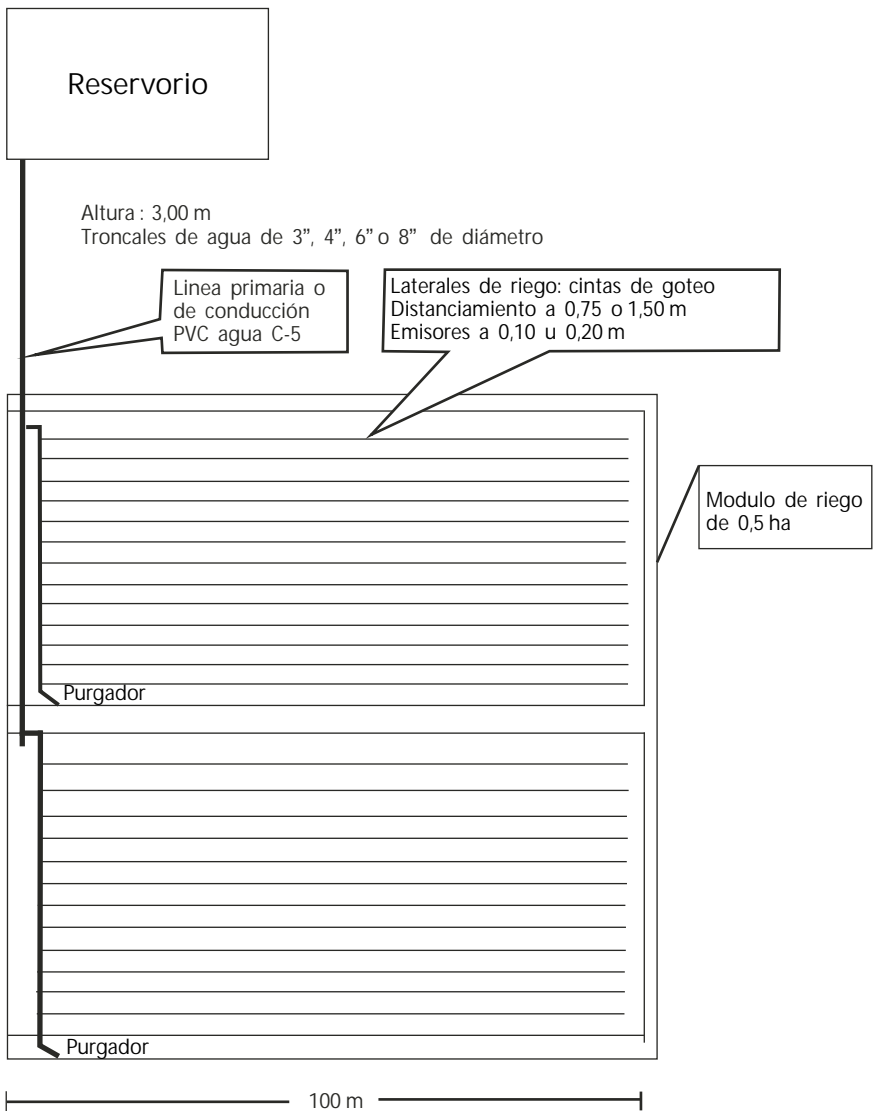 Reservorio
Altura : 3,00 m
Troncales de agua de 3”, 4”, 6” o 8” de diámetro
Linea primaria o
de conducción
PVC agua C-5
Laterales de riego: cintas de goteo
Distanciamiento a 0,75 o 1,50 m
Emisores a 0,10 u 0,20 m
Modulo de riego
de 0,5 ha
Purgador
Purgador
100 m